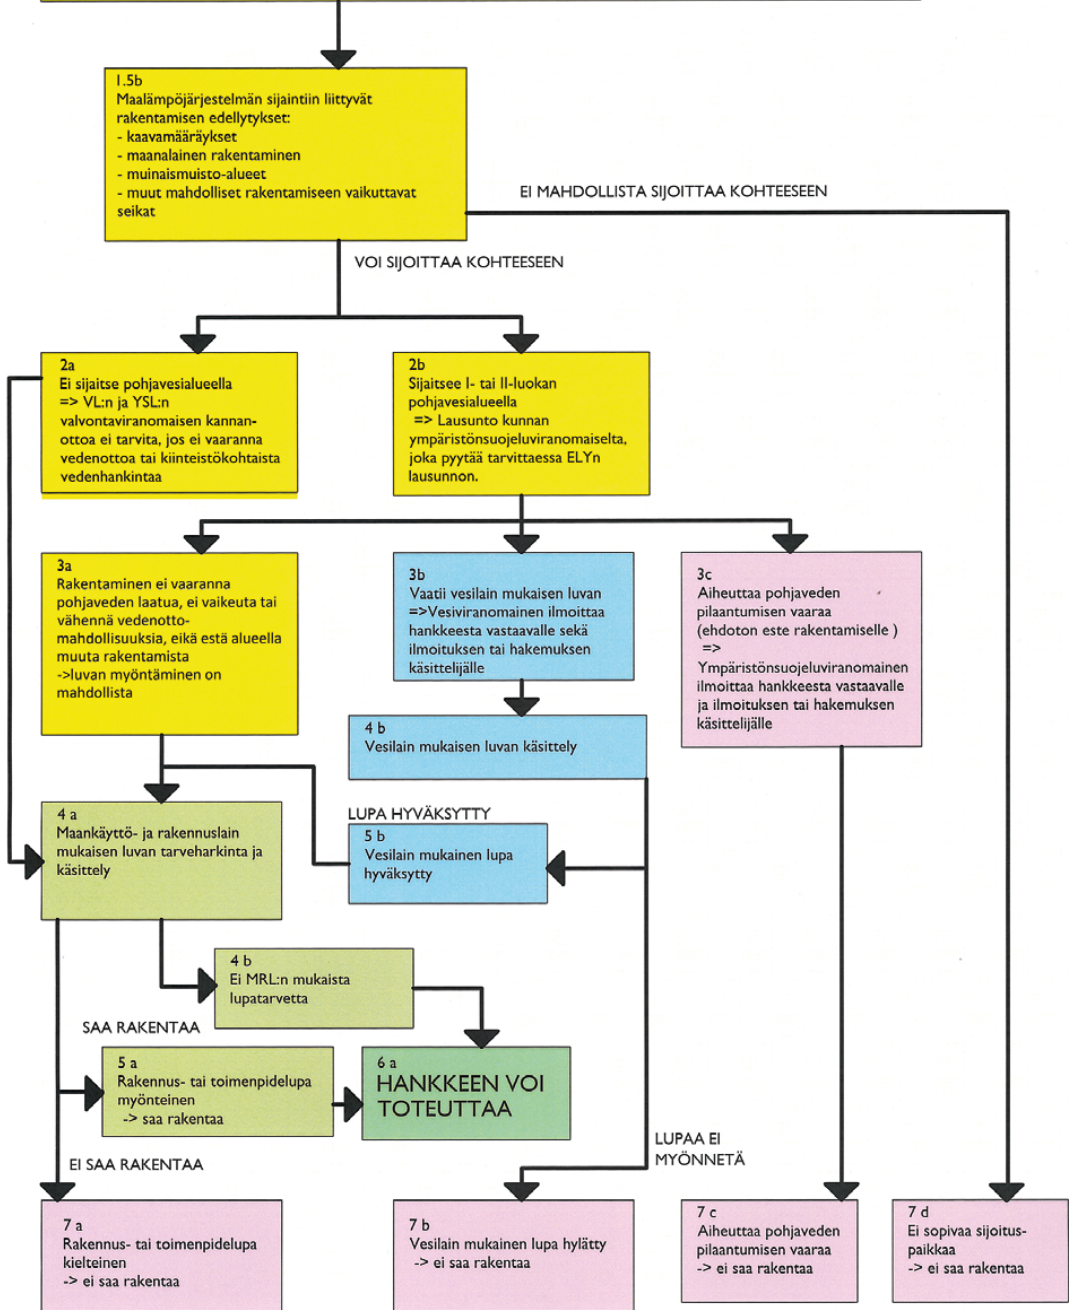 1.5b
Maalämpöjärjestelmän sijaintiin liittyvät
rakentamisen edellytykset:
- kaavamääräykset
- maanalainen rakentaminen
- muinaismuisto-alueet
- muut mahdolliset rakentamiseen vaikuttavat
seikat
EI MAHDOLLISTA SIJOITTAA KOHTEESEEN
VOI SIJOITTAA KOHTEESEEN
2a
Ei sijaitse pohjavesialueella
=> VL:n ja YSL:n
valvontaviranomaisen kannan-
ottoa ei tarvita, jos ei vaaranna
vedenottoa tai kiinteistökohtaista
vedenhankintaa
2b
Sijaitsee I- tai II-luokan
pohjavesialueella
=> Lausunto kunnan
ympäristönsuojeluviranomaiselta,
joka pyytää tarvittaessa ELYn
lausunnon.
3a
Rakentaminen ei vaaranna
pohjaveden laatua, ei vaikeuta tai
vähennä vedenotto-
mahdollisuuksia, eikä estä alueella
muuta rakentamista
->luvan myöntäminen on
mahdollista
3b
Vaatii vesilain mukaisen luvan
=>Vesiviranomainen ilmoittaa
hankkeesta vastaavalle sekä
ilmoituksen tai hakemuksen
käsittelijälle
3c
Aiheuttaa pohjaveden
pilaantumisen vaaraa
(ehdoton este rakentamiselle )
=>
Ympäristönsuojeluviranomainen
ilmoittaa hankkeesta vastaavalle
ja ilmoituksen tai hakemuksen
käsittelijälle
4 b
Vesilain mukaisen luvan käsittely
4 a
Maankäyttö- ja rakennuslain
mukaisen luvan tarveharkinta ja
käsittely
LUPA HYVÄKSYTTY
5 b
Vesilain mukainen lupa
hyväksytty
4 b
Ei MRL:n mukaista
lupatarvetta
SAA RAKENTAA
5 a
Rakennus- tai toimenpidelupa
myönteinen
-> saa rakentaa
6 a
HANKKEEN VOI
TOTEUTTAA
LUPAA EI
MYÖNNETÄ
EI SAA RAKENTAA
7 a
Rakennus- tai toimenpidelupa
kielteinen
-> ei saa rakentaa
7 b
Vesilain mukainen lupa hylätty
-> ei saa rakentaa
7 c
Aiheuttaa pohjaveden
pilaantumisen vaaraa
-> ei saa rakentaa
7 d
Ei sopivaa sijoitus-
paikkaa
-> ei saa rakentaa